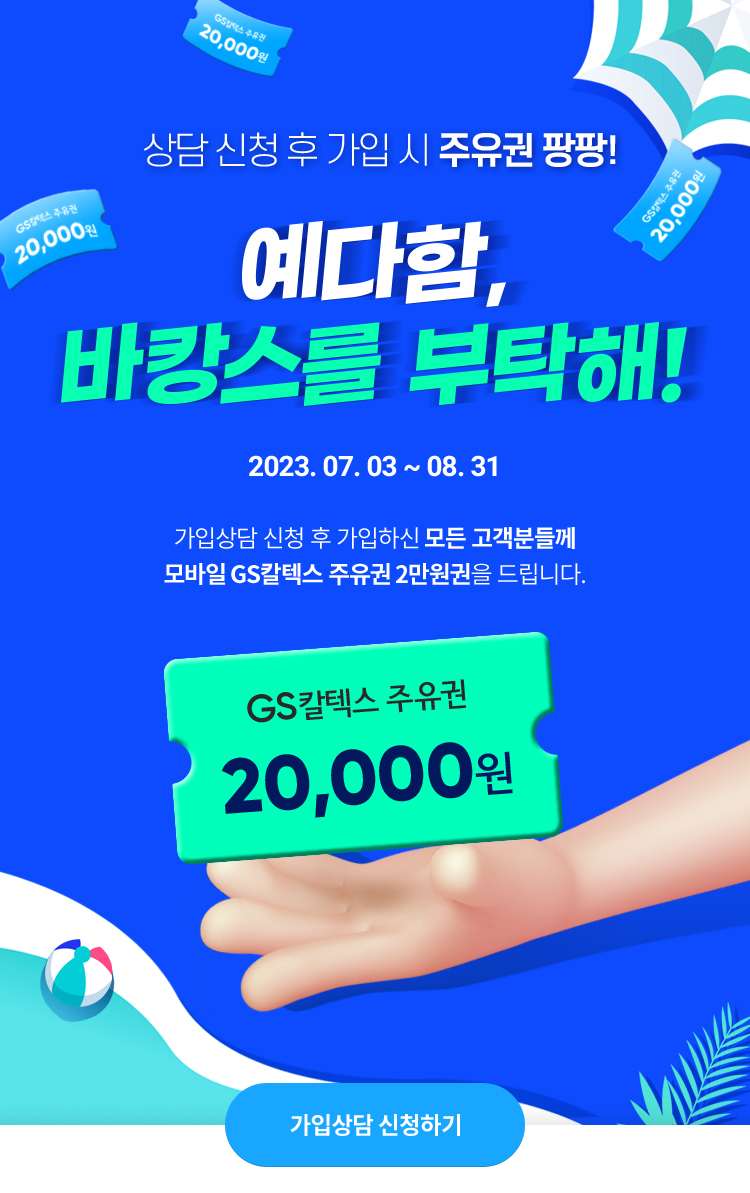 GS칼텍스 주유권
20,000원
상담 신청 후 가입 시 주유권 팡팡!
GS칼텍스 주유권
20,000원
GS칼텍스 주유권
20,000원
예다함,
바캉스를 부탁해!
2023. 07. 03 ~ 08. 31
가입상담 신청 후 가입하신 모든 고객분들께
모바일 GS칼텍스 주유권 2만원권을 드립니다.
GS칼텍스 주유권
20,000원
가입상담 신청하기